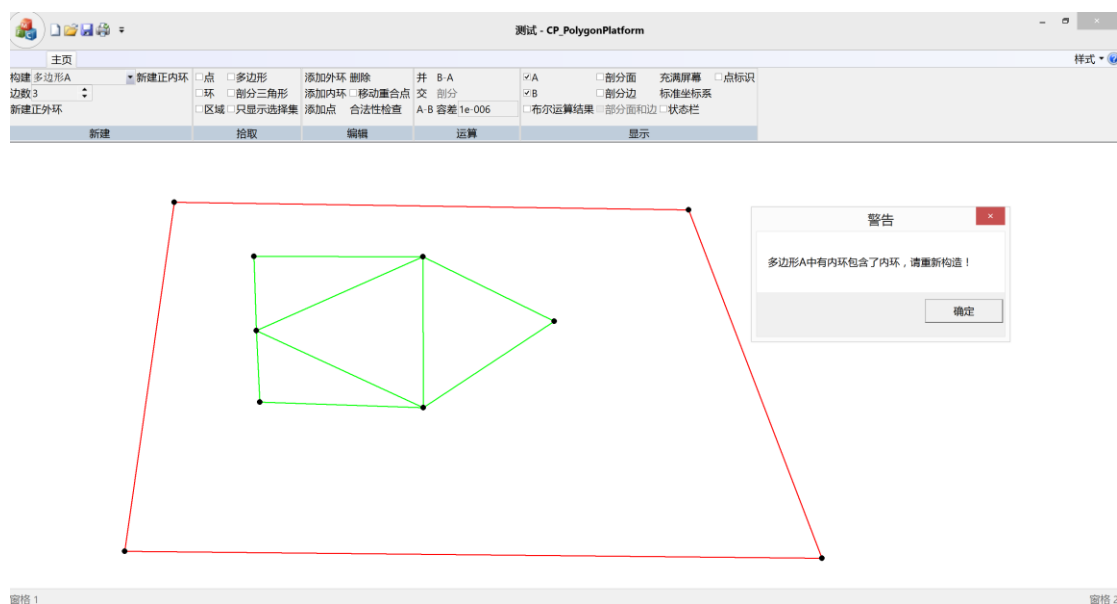 测试 - CP_PolygonPlatform
主页
样式
构建 多边形A 新建正内环 点 多边形 添加外环 删除 并 B-A A 剖分面 充满屏幕 点标识
边数 3 环 剖分三角形 添加内环 移动重合点 交 剖分 B 剖分边 标准坐标系
新建正外环 区域 只显示选择集 添加点 合法性检查 A-B 容差 1e-006 布尔运算结果 部分面和边 状态栏
新建 拾取 编辑 运算 显示
警告
多边形A中有内环包含了内环，请重新构造！
确定
窗格 1
窗格